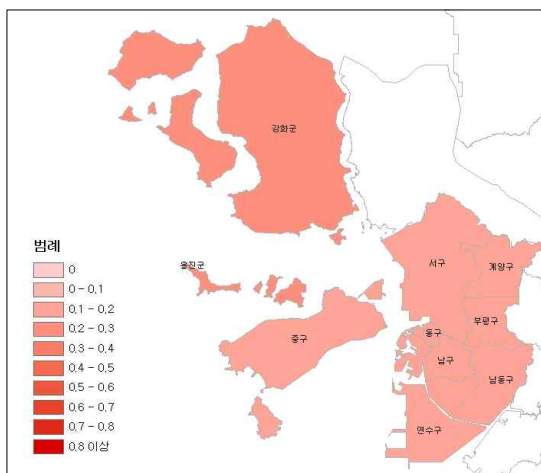 강화군
서구
계양구
옹진군
부평구
동구
중구
남구
남동구
연수구
범례
0
0 - 0.1
0.1 - 0.2
0.2 - 0.3
0.3 - 0.4
0.4 - 0.5
0.5 - 0.6
0.6 - 0.7
0.7 - 0.8
0.8 이상